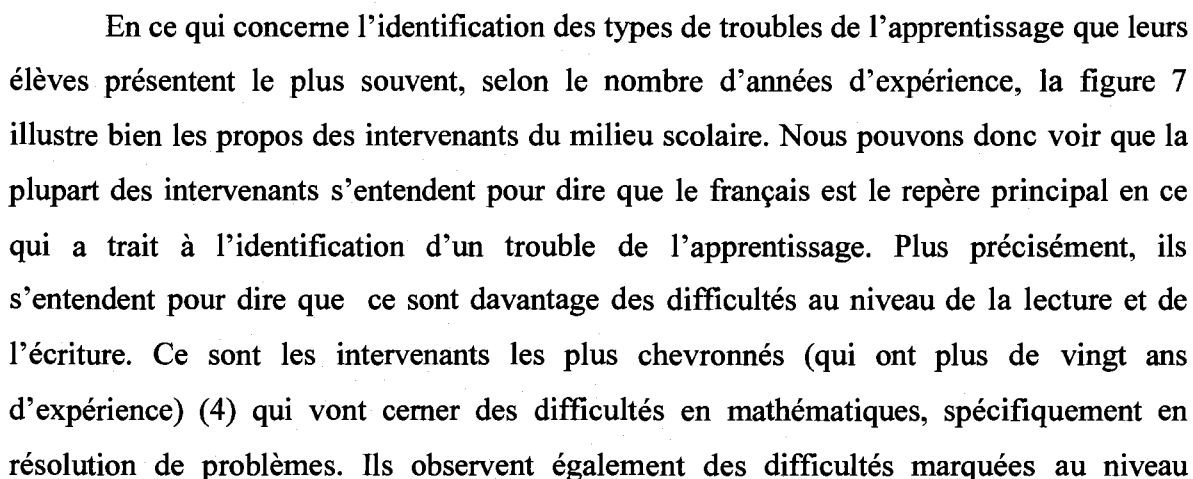 En ce qui concerne l'identification des types de troubles de l'apprentissage que leurs
élèves présentent le plus souvent, selon le nombre d'années d'expérience, la figure 7
illustre bien les propos des intervenants du milieu scolaire. Nous pouvons donc voir que la
plupart des intervenants s'entendent pour dire que le français est le repère principal en ce
qui a trait à l'identification d'un trouble de l'apprentissage. Plus précisément, ils
s'entendent pour dire que ce sont davantage des difficultés au niveau de la lecture et de
l'écriture. Ce sont les intervenants les plus chevronnés (qui ont plus de vingt ans
d'expérience) (4) qui vont cerner des difficultés en mathématiques, spécifiquement en
résolution de problèmes. Ils observent également des difficultés marquées au niveau